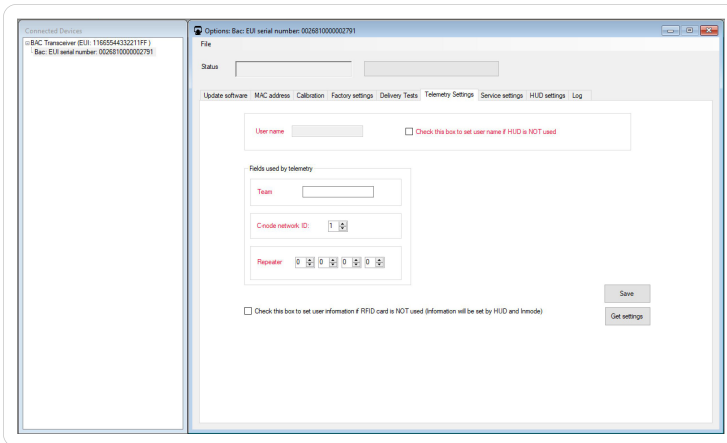 Connected Devices
BAC Transceiver (EUI: 11665544332211FF )
Bac: EUI serial number: 0026810000002791
Options: Bac: EUI serial number: 0026810000002791
File
Status
Update software MAC address Calibration Factory settings Delivery Tests Telemetry Settings Service settings HUD settings Log
User name Check this box to set user name if HUD is NOT used
Fields used by telemetry
Team
C-node network ID: 1
Repeater 0 0 0 0
Save
Check this box to set user information if RFID card is NOT used (Information will be set by HUD and Inmode)
Get settings